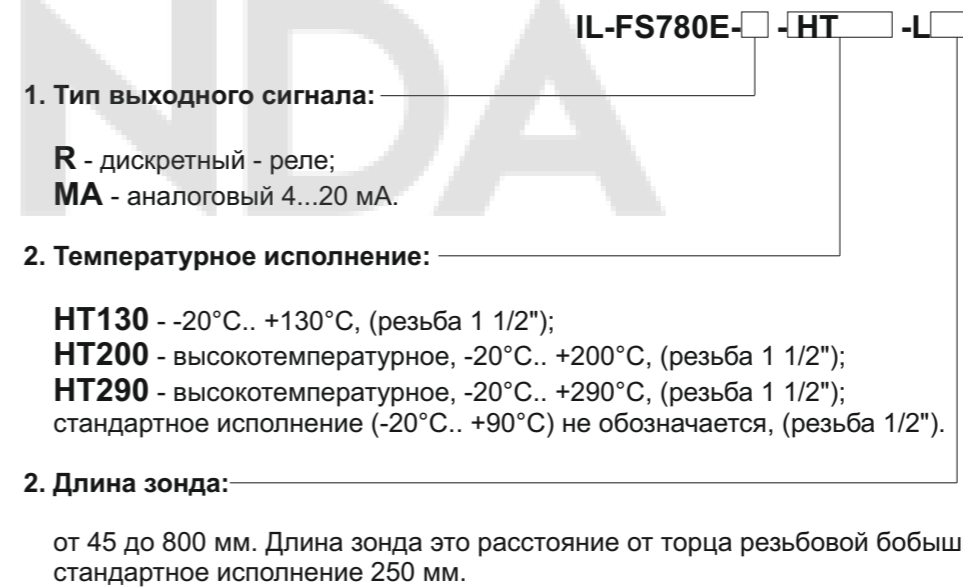 NDA
IL-FS780E-□ -HT -L
1. Тип выходного сигнала:
R - дискретный - реле;
MA - аналоговый 4...20 мА.
2. Температурное исполнение:
HT130 - -20°C.. +130°C, (резьба 1 1/2");
HT200 - высокотемпературное, -20°C.. +200°C, (резьба 1 1/2");
HT290 - высокотемпературное, -20°C.. +290°C, (резьба 1 1/2");
стандартное исполнение (-20°C.. +90°C) не обозначается, (резьба 1/2").
2. Длина зонда:
от 45 до 800 мм. Длина зонда это расстояние от торца резьбовой бобыш
стандартное исполнение 250 мм.